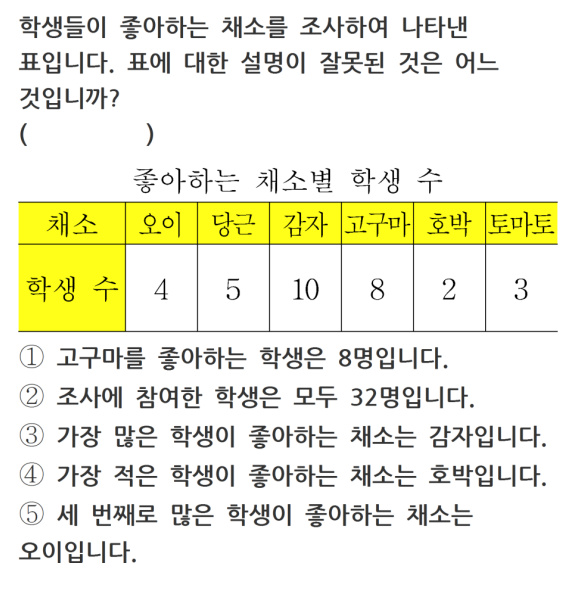 학생들이 좋아하는 채소를 조사하여 나타낸
표입니다. 표에 대한 설명이 잘못된 것은 어느
것입니까?
(          )
좋아하는 채소별 학생 수
채소 오이 당근 감자 고구마 호박 토마토
학생 수 4 5 10 8 2 3
① 고구마를 좋아하는 학생은 8명입니다.
② 조사에 참여한 학생은 모두 32명입니다.
③ 가장 많은 학생이 좋아하는 채소는 감자입니다.
④ 가장 적은 학생이 좋아하는 채소는 호박입니다.
⑤ 세 번째로 많은 학생이 좋아하는 채소는
오이입니다.